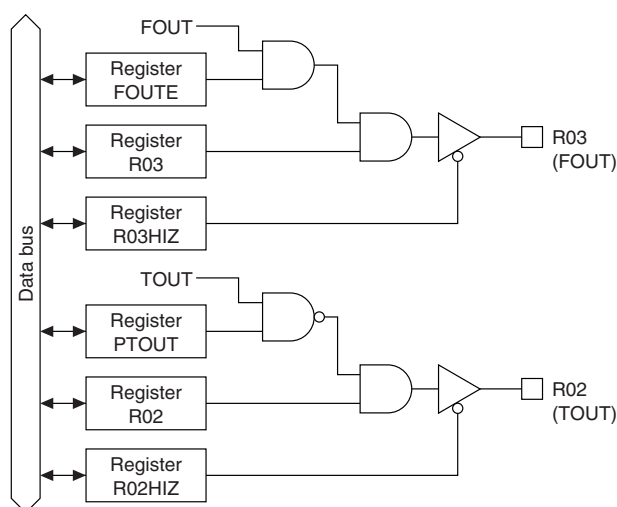 FOUT
Register
FOUTE
Register
R03
R03
(FOUT)
Register
R03HIZ
Data bus
TOUT
Register
PTOUT
Register
R02
R02
(TOUT)
Register
R02HIZ